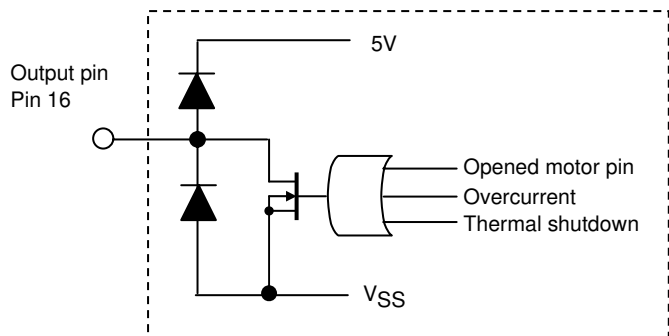 5V
Output pin
Pin 16
Opened motor pin
Overcurrent
Thermal shutdown
VSS